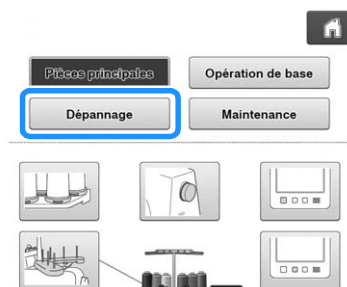 Pièces principales
Opération de base
Dépannage
Maintenance